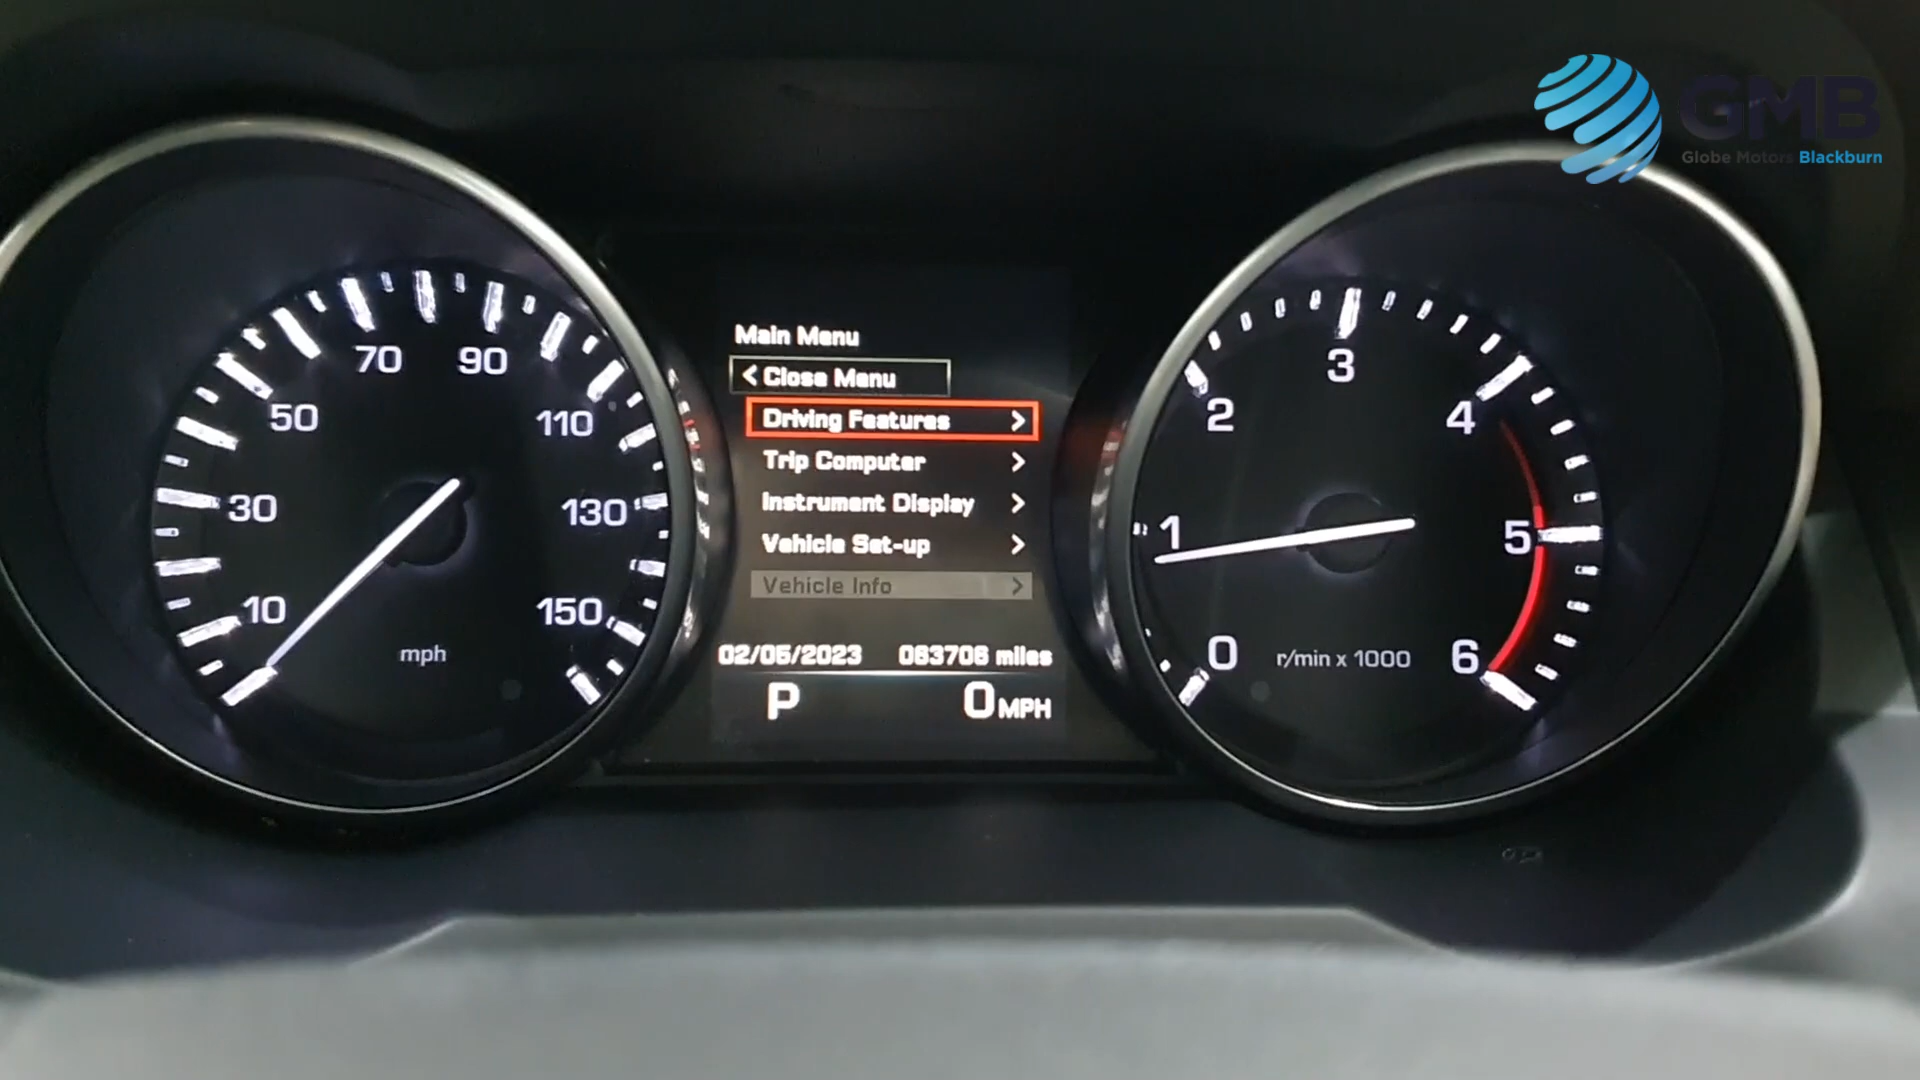 GMB
Globe Motors Blackburn
10
30
50
70
90
110
130
150
mph
Main Menu
Close Menu
Driving Features
Trip Computer
Instrument Display
Vehicle Set-up
Vehicle Info
02/05/2023 063706 miles
P 0 MPH
0
1
2
3
4
5
6
r/min x 1000